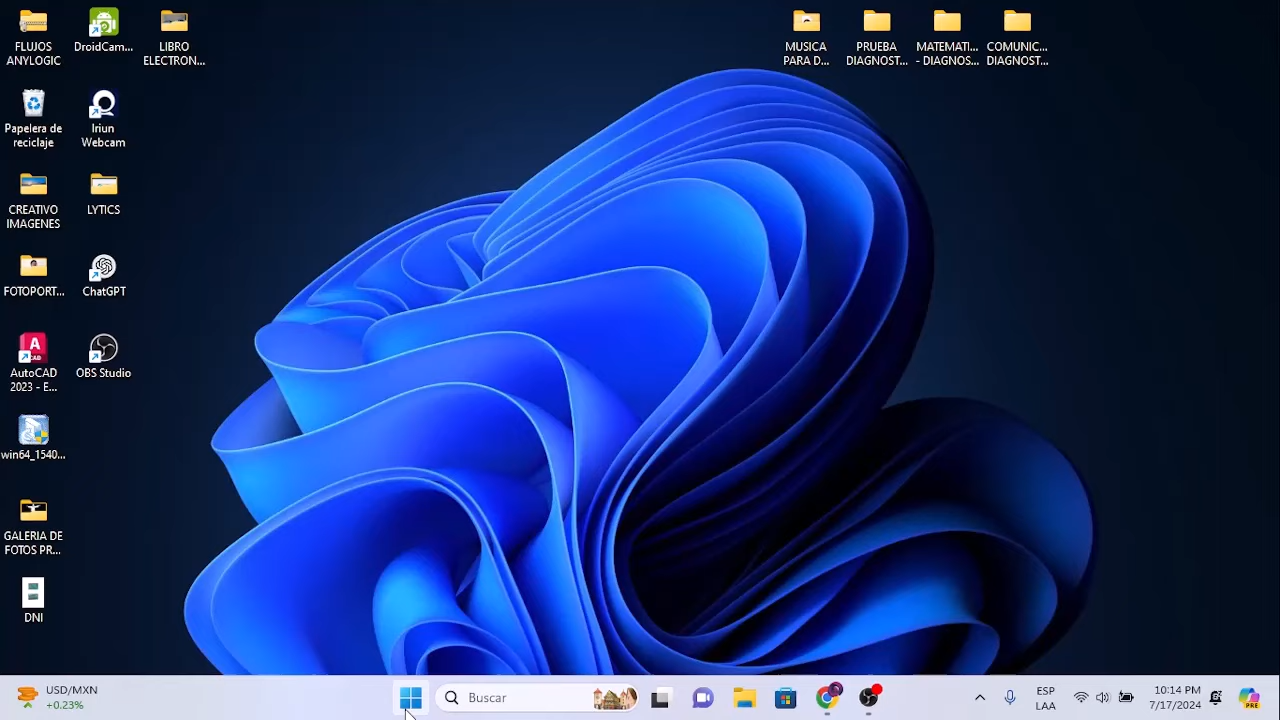 FLUJOS
ANYLOGIC
DroidCam...
LIBRO
ELECTRON...
MUSICA
PARA D...
PRUEBA
DIAGNOST...
MATEMATI...
- DIAGNOS...
COMUNIC...
DIAGNOST...
Papelera de
reciclaje
Iriun
Webcam
CREATIVO
IMAGENES
LYTICS
FOTOPORT...
ChatGPT
AutoCAD
2023 - E...
OBS Studio
win64_1540...
GALERIA DE
FOTOS PR...
DNI
USD/MXN
+0.23%
Buscar
ESP
LAA
10:14 PM
7/17/2024
PRE